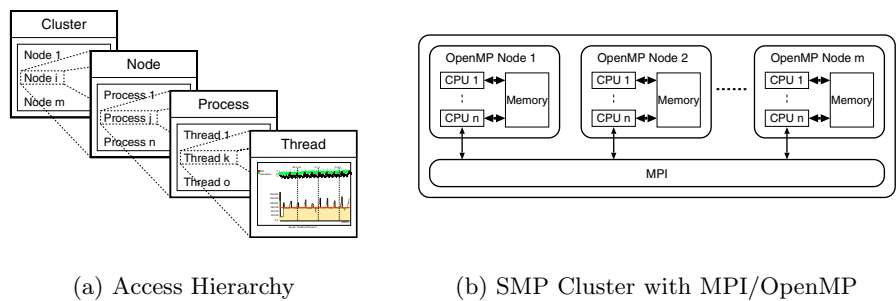 Cluster
Node 1
Node i
Node m
Node
Process 1
Process j
Process n
Process
Thread 1
Thread k
Thread o
Thread
OpenMP Node 1
CPU 1
CPU n
Memory
OpenMP Node 2
CPU 1
CPU n
Memory
OpenMP Node m
CPU 1
CPU n
Memory
MPI
(a) Access Hierarchy
(b) SMP Cluster with MPI/OpenMP